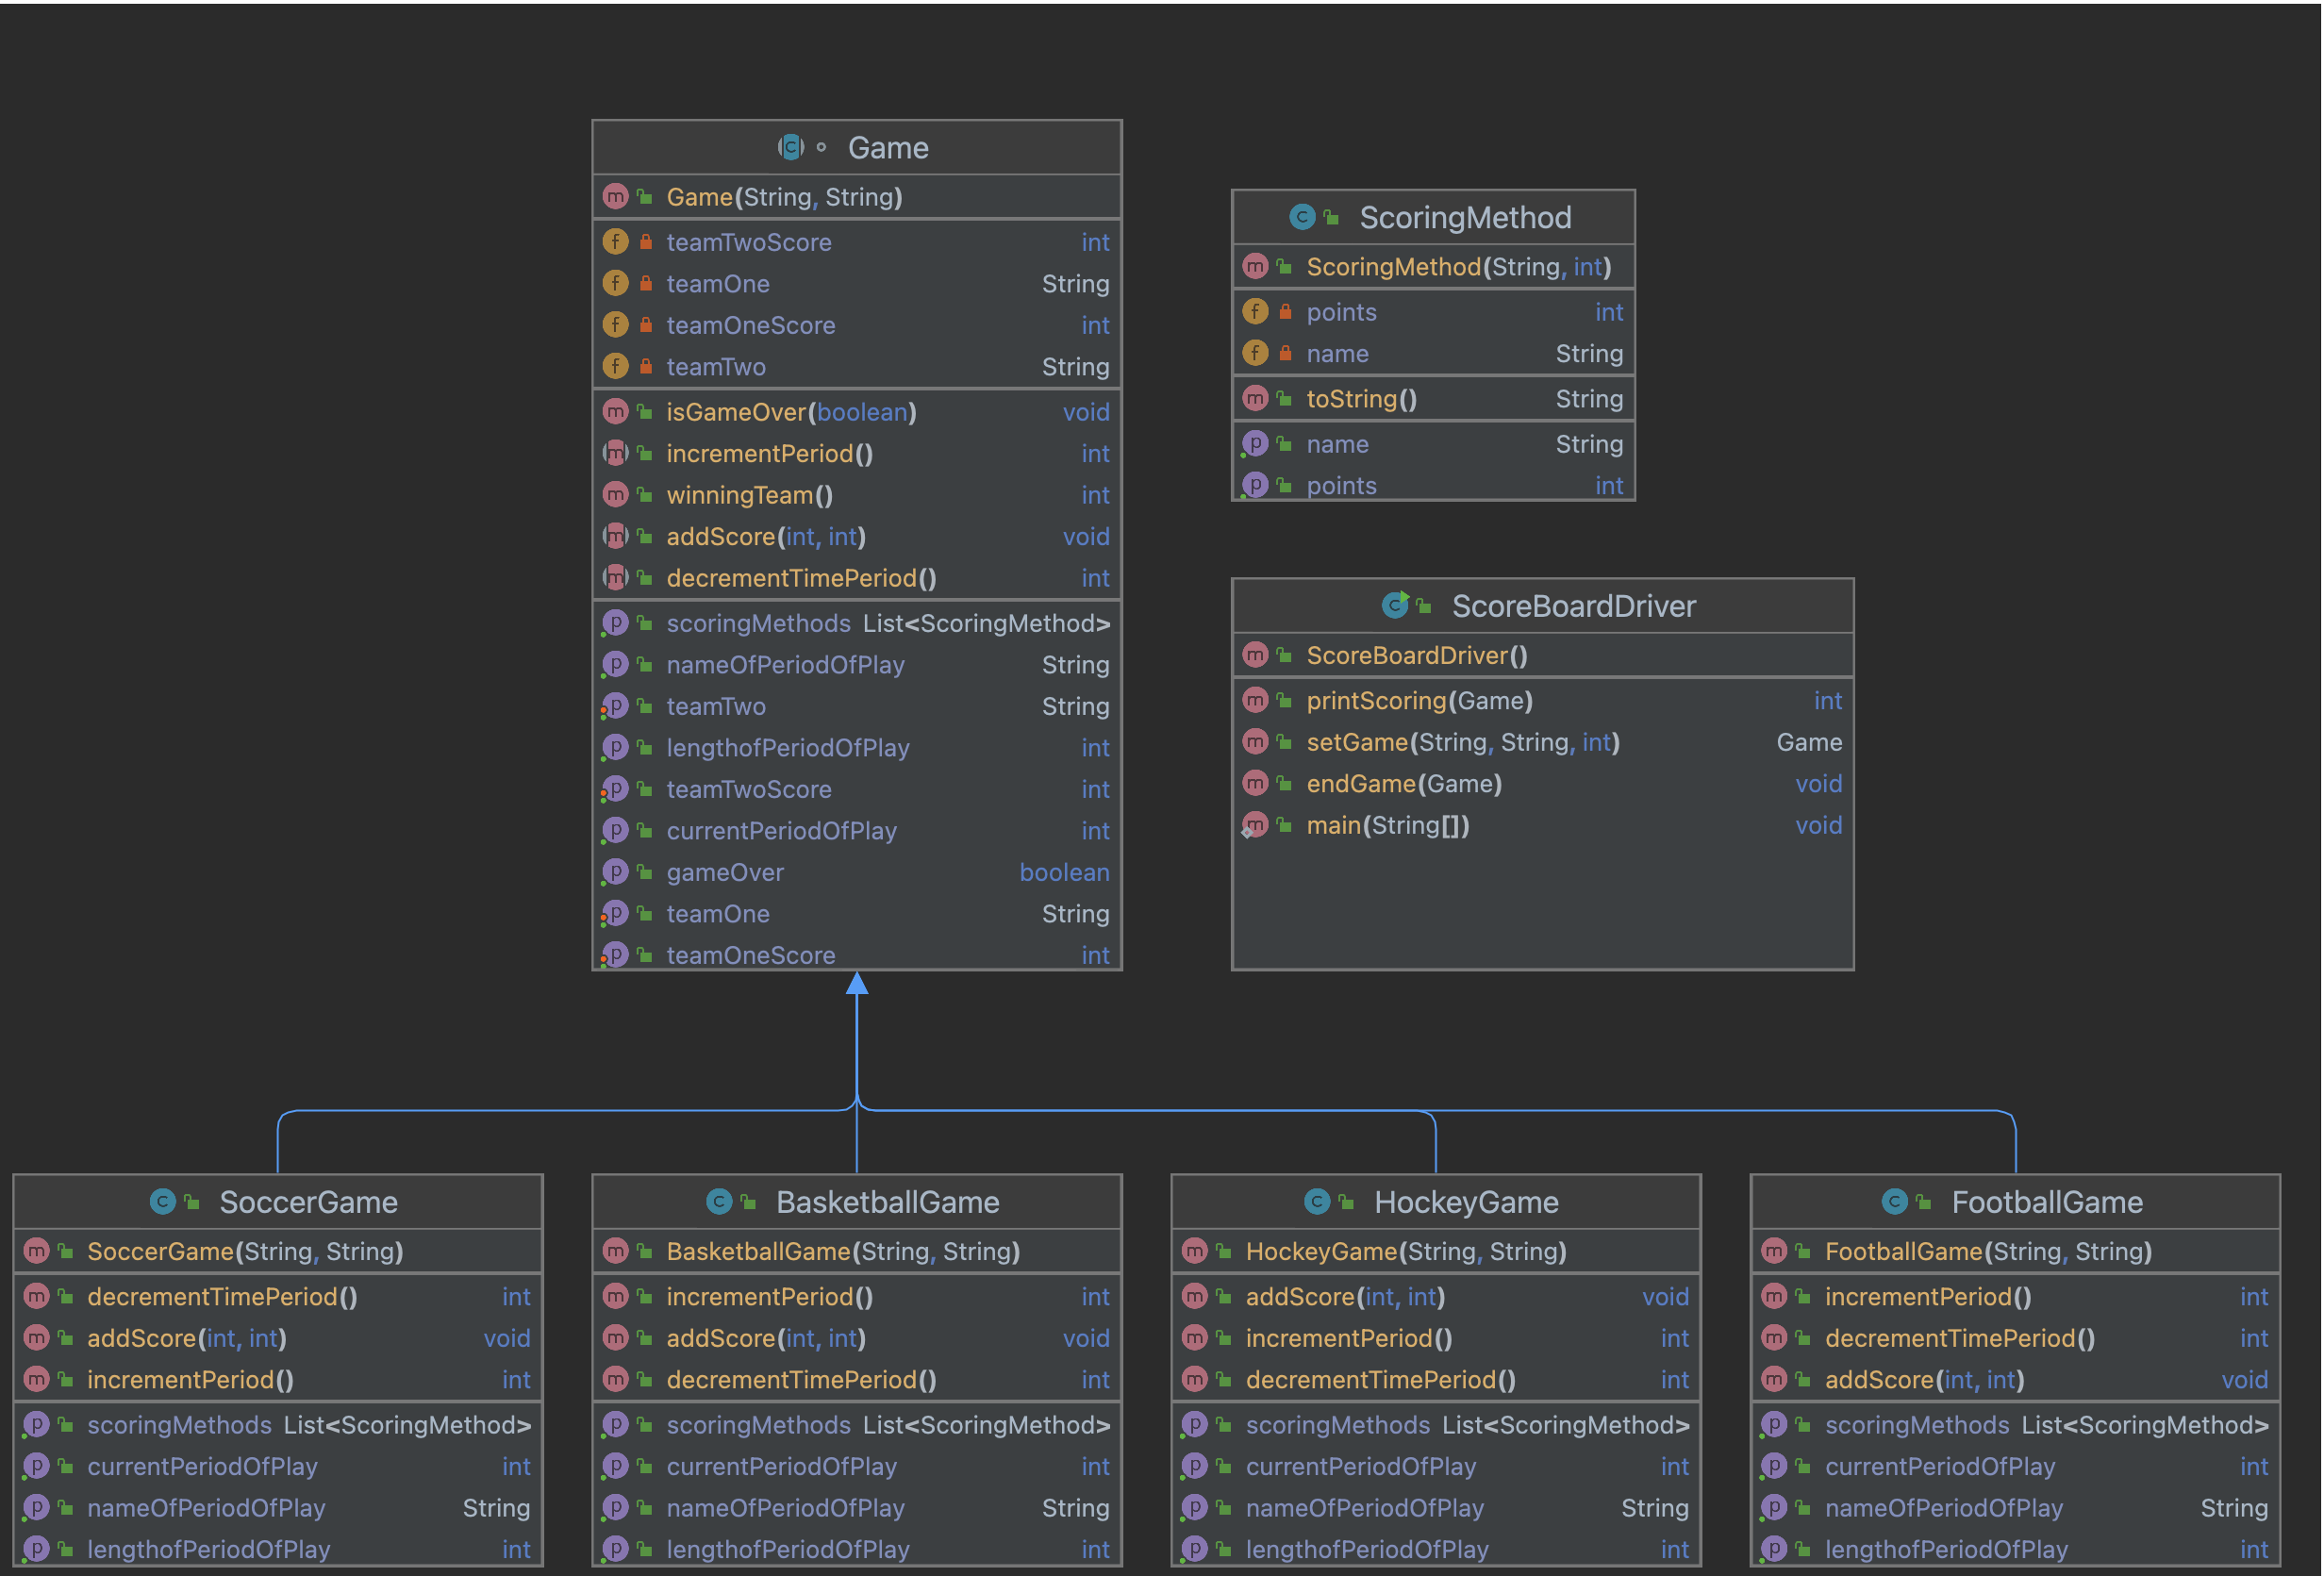 Game
Game(String, String)
teamTwoScore int
teamOne String
teamOneScore int
teamTwo String
isGameOver(boolean) void
incrementPeriod() int
winningTeam() int
addScore(int, int) void
decrementTimePeriod() int
scoringMethods List<ScoringMethod>
nameOfPeriodOfPlay String
teamTwo String
lengthofPeriodOfPlay int
teamTwoScore int
currentPeriodOfPlay int
gameOver boolean
teamOne String
teamOneScore int
ScoringMethod
ScoringMethod(String, int)
points int
name String
toString() String
name String
points int
ScoreBoardDriver
ScoreBoardDriver()
printScoring(Game) int
setGame(String, String, int) Game
endGame(Game) void
main(String[]) void
SoccerGame
SoccerGame(String, String)
decrementTimePeriod() int
addScore(int, int) void
incrementPeriod() int
scoringMethods List<ScoringMethod>
currentPeriodOfPlay int
nameOfPeriodOfPlay String
lengthofPeriodOfPlay int
BasketballGame
BasketballGame(String, String)
incrementPeriod() int
addScore(int, int) void
decrementTimePeriod() int
scoringMethods List<ScoringMethod>
currentPeriodOfPlay int
nameOfPeriodOfPlay String
lengthofPeriodOfPlay int
HockeyGame
HockeyGame(String, String)
addScore(int, int) void
incrementPeriod() int
decrementTimePeriod() int
scoringMethods List<ScoringMethod>
currentPeriodOfPlay int
nameOfPeriodOfPlay String
lengthofPeriodOfPlay int
FootballGame
FootballGame(String, String)
incrementPeriod() int
decrementTimePeriod() int
addScore(int, int) void
scoringMethods List<ScoringMethod>
currentPeriodOfPlay int
nameOfPeriodOfPlay String
lengthofPeriodOfPlay int